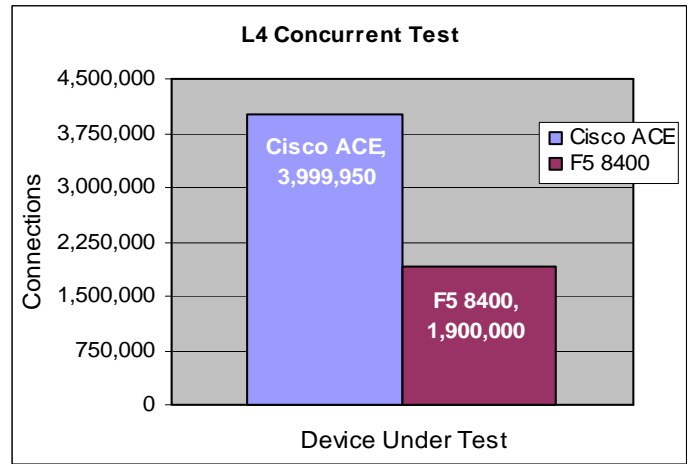 L4 Concurrent Test
4,500,000
3,750,000
3,000,000
2,250,000
1,500,000
750,000
0
Connections
Cisco ACE,
3,999,950
F5 8400,
1,900,000
Cisco ACE
F5 8400
Device Under Test